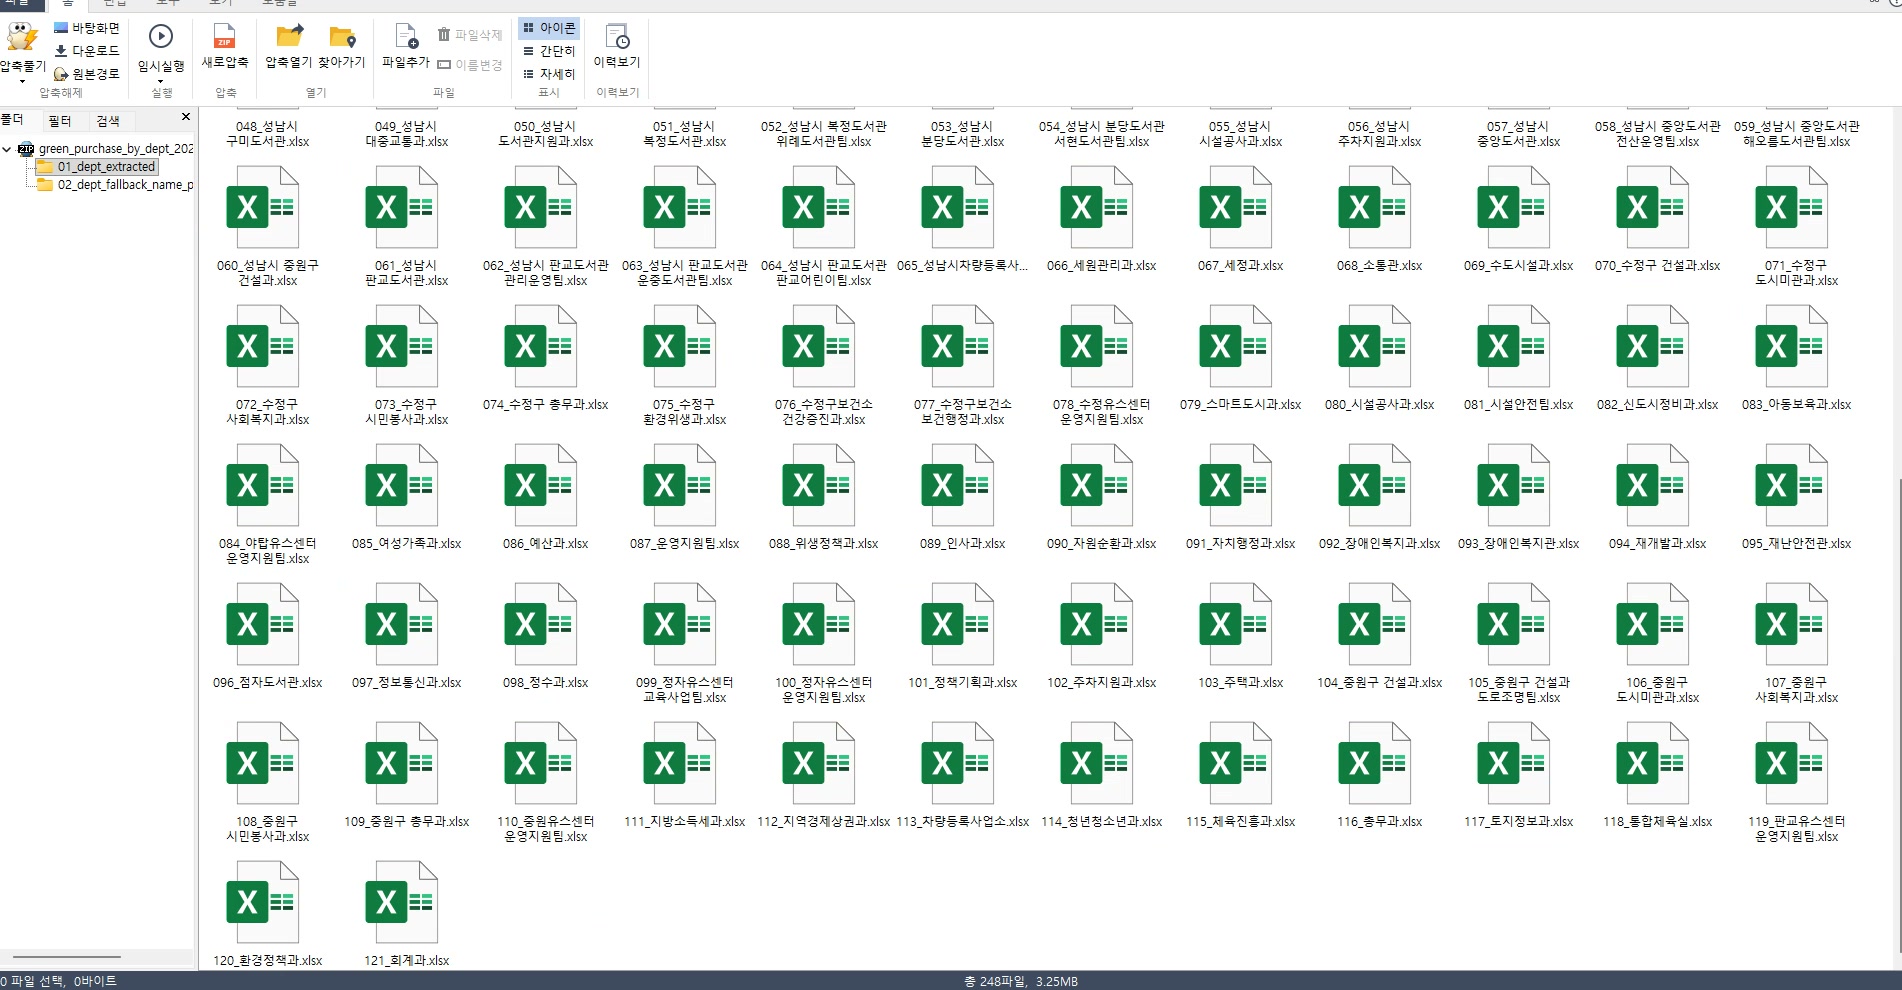 파일 홈 편집 보기 도움말
압축풀기
바탕화면
다운로드
원본경로
압축해제
임시실행
실행
새로압축
압축
압축열기 찾아가기
열기
파일추가
파일삭제
이름변경
파일
아이콘
간단히
자세히
표시
이력보기
이력보기
폴더 필터 검색
green_purchase_by_dept_202
01_dept_extracted
02_dept_fallback_name_p
048_성남시
구미도서관.xlsx
049_성남시
대중교통과.xlsx
050_성남시
도서관지원과.xlsx
051_성남시
복정도서관.xlsx
052_성남시 복정도서관
위례도서관팀.xlsx
053_성남시
분당도서관.xlsx
054_성남시 분당도서관
서현도서관팀.xlsx
055_성남시
시설공사과.xlsx
056_성남시
주차지원과.xlsx
057_성남시
중앙도서관.xlsx
058_성남시 중앙도서관
전산운영팀.xlsx
059_성남시 중앙도서관
해오름도서관팀.xlsx
060_성남시 중원구
건설과.xlsx
061_성남시
판교도서관.xlsx
062_성남시 판교도서관
관리운영팀.xlsx
063_성남시 판교도서관
운중도서관팀.xlsx
064_성남시 판교도서관
판교어린이팀.xlsx
065_성남시차량등록사...
066_세원관리과.xlsx
067_세정과.xlsx
068_소통관.xlsx
069_수도시설과.xlsx
070_수정구 건설과.xlsx
071_수정구
도시미관과.xlsx
072_수정구
사회복지과.xlsx
073_수정구
시민봉사과.xlsx
074_수정구 총무과.xlsx
075_수정구
환경위생과.xlsx
076_수정구보건소
건강증진과.xlsx
077_수정구보건소
보건행정과.xlsx
078_수정유스센터
운영지원팀.xlsx
079_스마트도시과.xlsx
080_시설공사과.xlsx
081_시설안전팀.xlsx
082_신도시정비과.xlsx
083_아동보육과.xlsx
084_야탑유스센터
운영지원팀.xlsx
085_여성가족과.xlsx
086_예산과.xlsx
087_운영지원팀.xlsx
088_위생정책과.xlsx
089_인사과.xlsx
090_자원순환과.xlsx
091_자치행정과.xlsx
092_장애인복지과.xlsx
093_장애인복지관.xlsx
094_재개발과.xlsx
095_재난안전관.xlsx
096_점자도서관.xlsx
097_정보통신과.xlsx
098_정수과.xlsx
099_정자유스센터
교육사업팀.xlsx
100_정자유스센터
운영지원팀.xlsx
101_정책기획과.xlsx
102_주차지원과.xlsx
103_주택과.xlsx
104_중원구 건설과.xlsx
105_중원구 건설과
도로조명팀.xlsx
106_중원구
도시미관과.xlsx
107_중원구
사회복지과.xlsx
108_중원구
시민봉사과.xlsx
109_중원구 총무과.xlsx
110_중원유스센터
운영지원팀.xlsx
111_지방소득세과.xlsx
112_지역경제상권과.xlsx
113_차량등록사업소.xlsx
114_청년청소년과.xlsx
115_체육진흥과.xlsx
116_총무과.xlsx
117_토지정보과.xlsx
118_통합체육실.xlsx
119_판교유스센터
운영지원팀.xlsx
120_환경정책과.xlsx
121_회계과.xlsx
0 파일 선택, 0바이트
총 248파일, 3.25MB